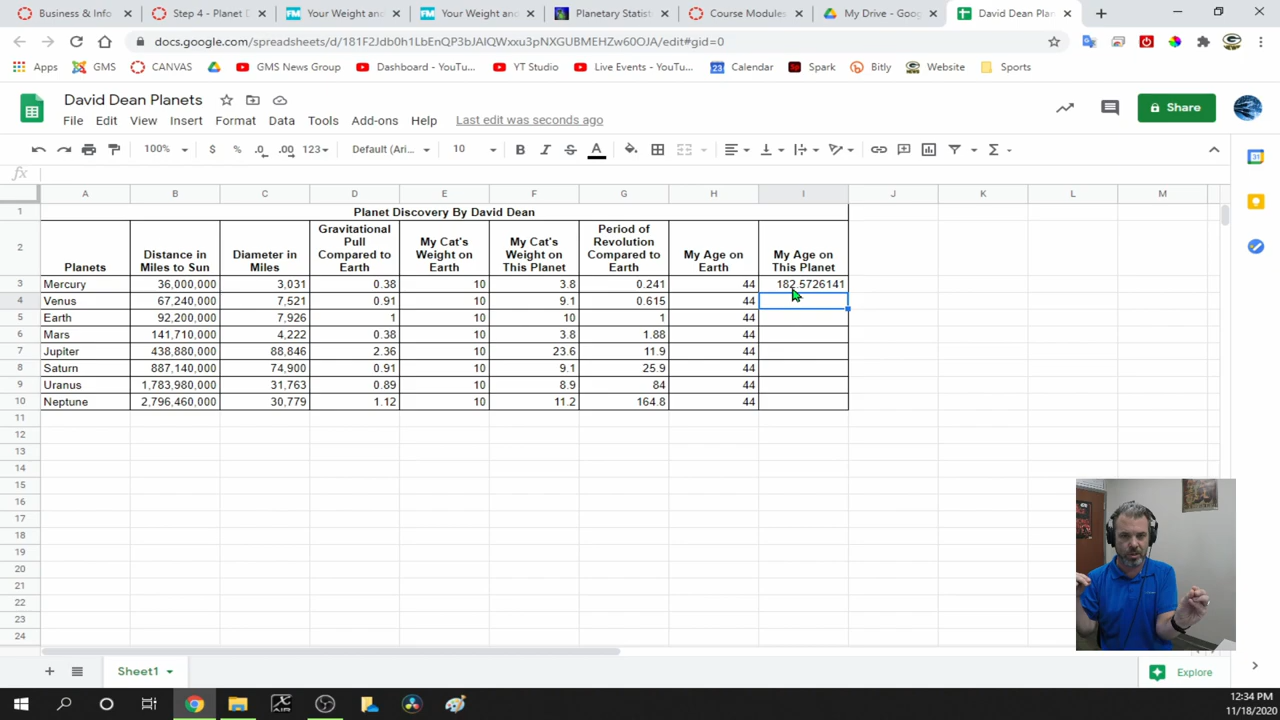 Business & Info
Step 4 - Planet D
Your Weight and
Your Weight and
Planetary Statist
Course Modules
My Drive - Goog
David Dean Plan
docs.google.com/spreadsheets/d/181F2Jdb0h1LbEnQP3bJAIQWxxu3pNXGUBMEHZw60OJA/edit#gid=0
Apps GMS CANVAS GMS News Group Dashboard - YouTu... YT Studio Live Events - YouTu... 23 Calendar Spark Bitly Website Sports
David Dean Planets
File Edit View Insert Format Data Tools Add-ons Help Last edit was seconds ago
Share
100% $ % .0 .00 123 Default (Ari... 10 B I S A
fx
31
A B C D E F G H I J K L M
1 Planet Discovery By David Dean
2 Planets
Distance in
Miles to Sun
Diameter in
Miles
Gravitational
Pull
Compared to
Earth
My Cat's
Weight on
Earth
My Cat's
Weight on
This Planet
Period of
Revolution
Compared to
Earth
My Age on
Earth
My Age on
This Planet
3 Mercury 36,000,000 3,031 0.38 10 3.8 0.241 44 182.5726141
4 Venus 67,240,000 7,521 0.91 10 9.1 0.615 44
5 Earth 92,200,000 7,926 1 10 10 1 44
6 Mars 141,710,000 4,222 0.38 10 3.8 1.88 44
7 Jupiter 438,880,000 88,846 2.36 10 23.6 11.9 44
8 Saturn 887,140,000 74,900 0.91 10 9.1 25.9 44
9 Uranus 1,783,980,000 31,763 0.89 10 8.9 84 44
10 Neptune 2,796,460,000 30,779 1.12 10 11.2 164.8 44
11
12
13
14
15
16
17
18
19
20
21
22
23
24
Sheet1
Explore
12:34 PM
11/18/2020